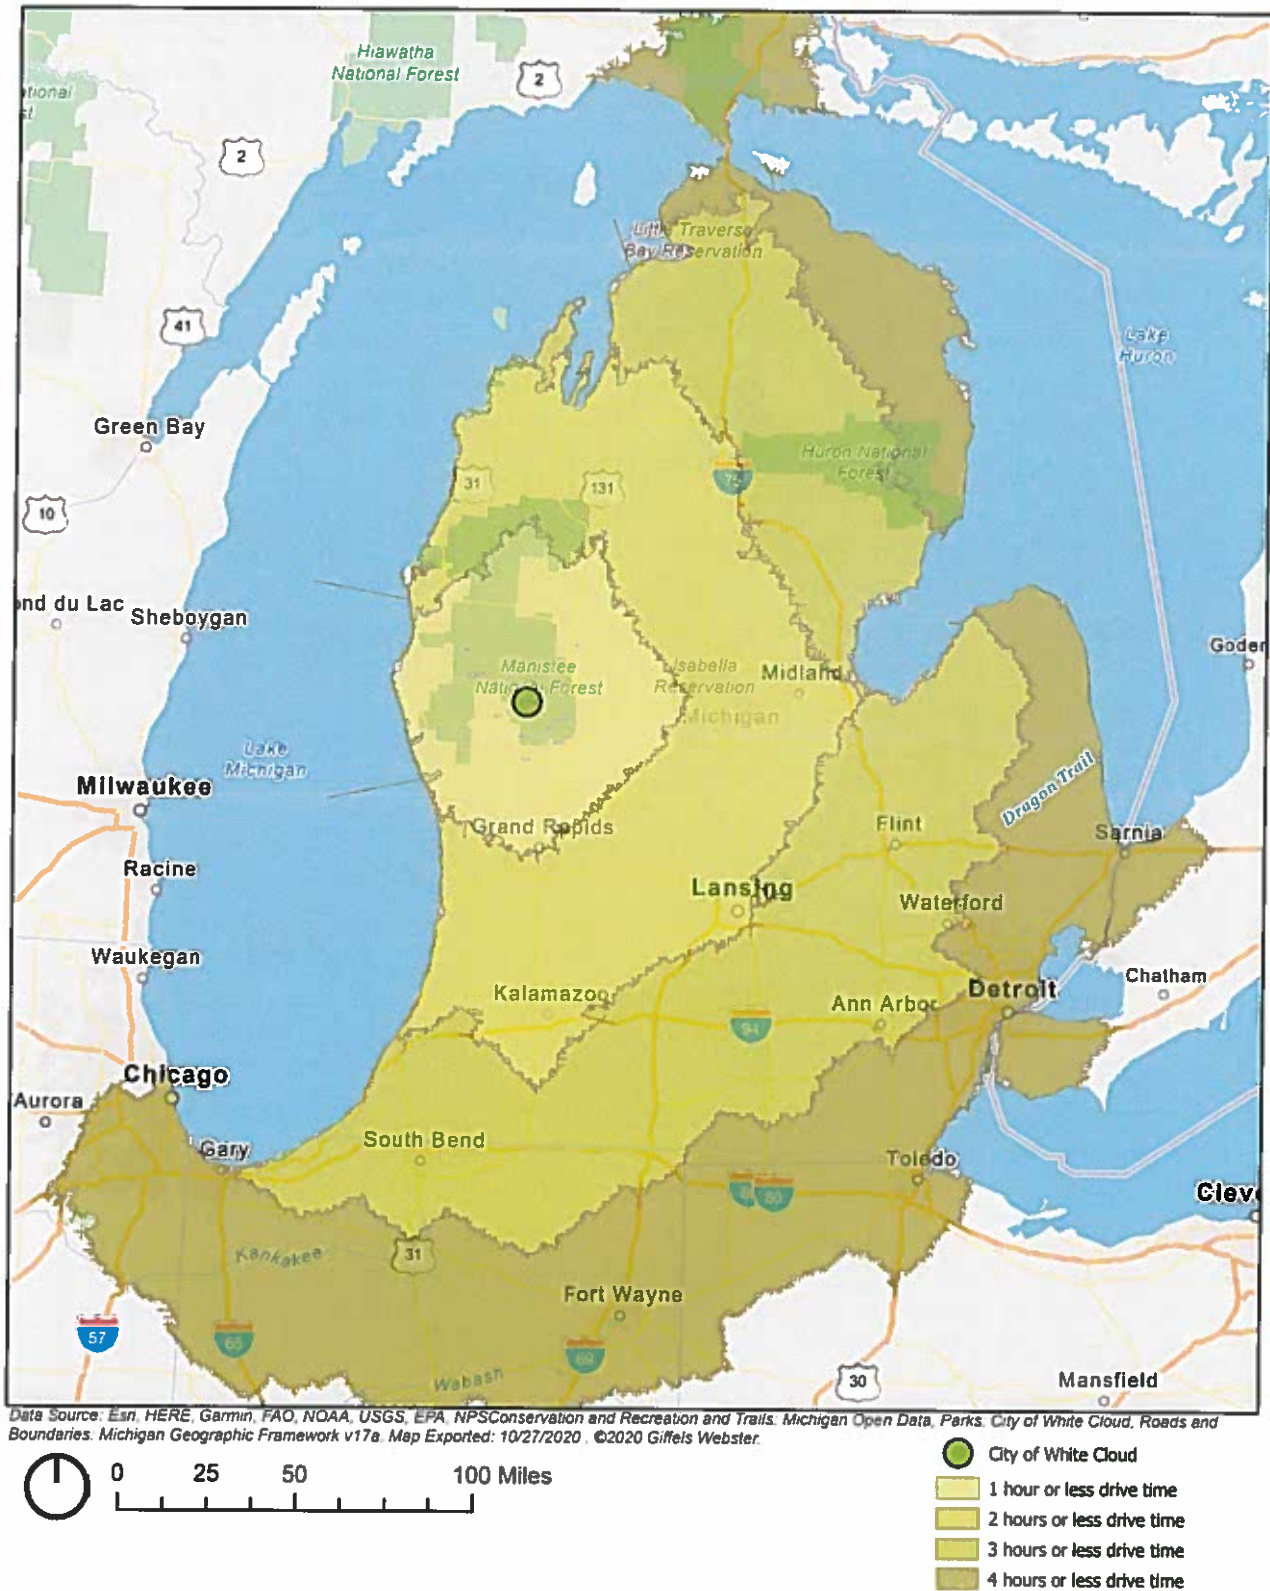 Hiawatha
National Forest
2
2
Little Traverse
Bay Reservation
41
Lake
Huron
Green Bay
31
131
75
Huron National
Forest
10
ond du Lac
Sheboygan
Goder
Manistee
National Forest
Isabella
Reservation
Midland
Michigan
Lake
Michigan
Milwaukee
Dragon Trail
Grand Rapids
Flint
Sarnia
Racine
Lansing
Waterford
Waukegan
Kalamazoo
Ann Arbor
Detroit
Chatham
94
Chicago
Aurora
Gary
South Bend
Toledo
80
Cleve
Kankakee
31
Fort Wayne
57
65
69
Wabash
30
Mansfield
Data Source: Esri, HERE, Garmin, FAO, NOAA, USGS, EPA, NPSConservation and Recreation and Trails: Michigan Open Data, Parks: City of White Cloud, Roads and
Boundaries: Michigan Geographic Framework v17a. Map Exported: 10/27/2020 . ©2020 Giffels Webster.
0 25 50 100 Miles
City of White Cloud
1 hour or less drive time
2 hours or less drive time
3 hours or less drive time
4 hours or less drive time